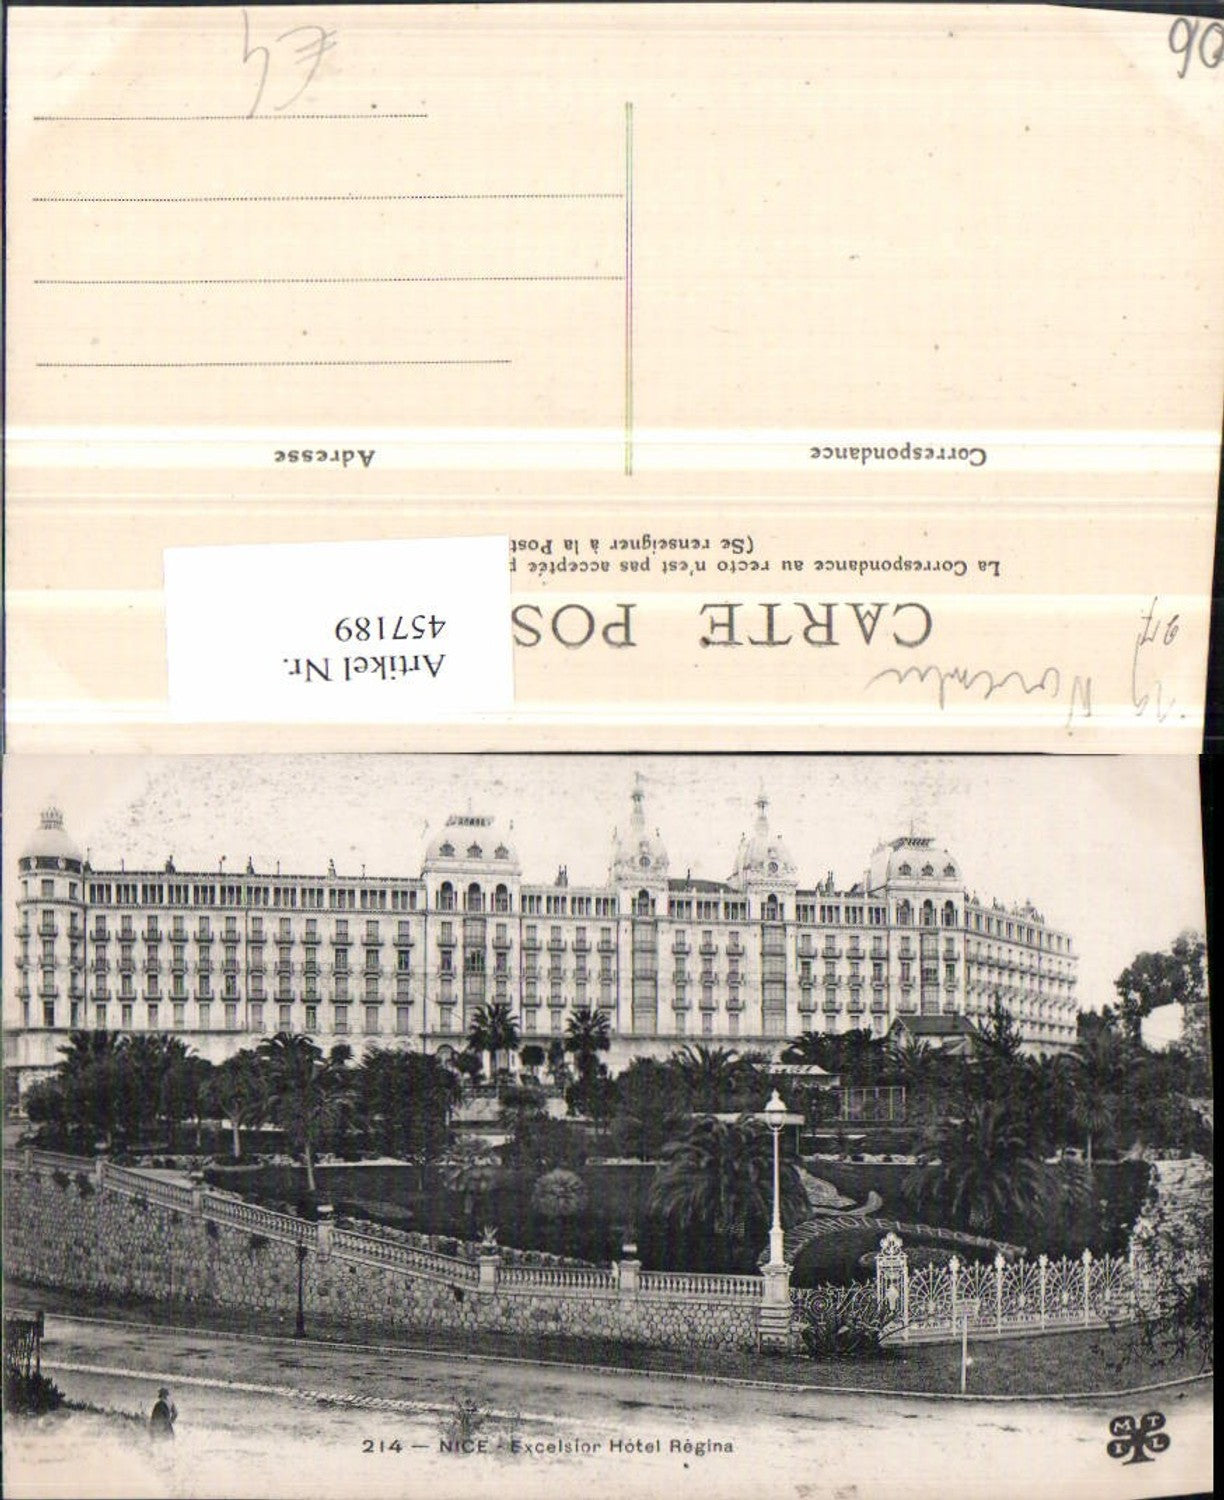 CARTE POS
La Correspondance au recto n'est pas acceptée p
(Se renseigner à la Post
Correspondance
Adresse
Artikel Nr.
457189
HOTEL
214 — NICE - Excelsior Hôtel Régina
M T
I L